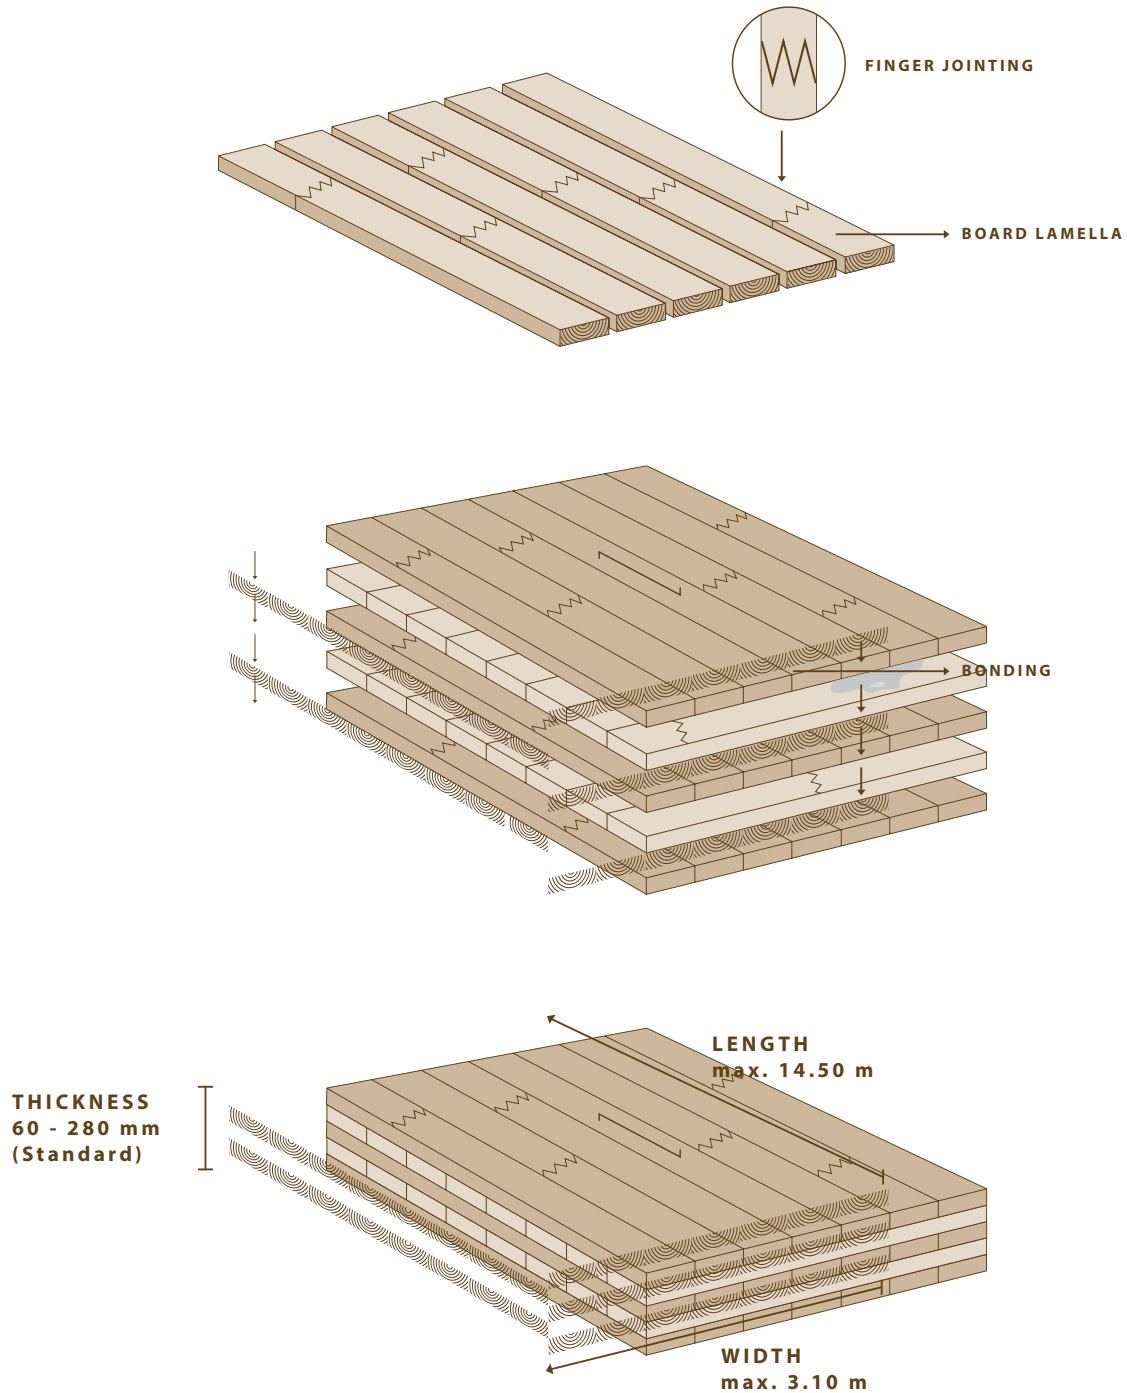 FINGER JOINTING
BOARD LAMELLA
BONDING
LENGTH
max. 14.50 m
THICKNESS
60 - 280 mm
(Standard)
WIDTH
max. 3.10 m